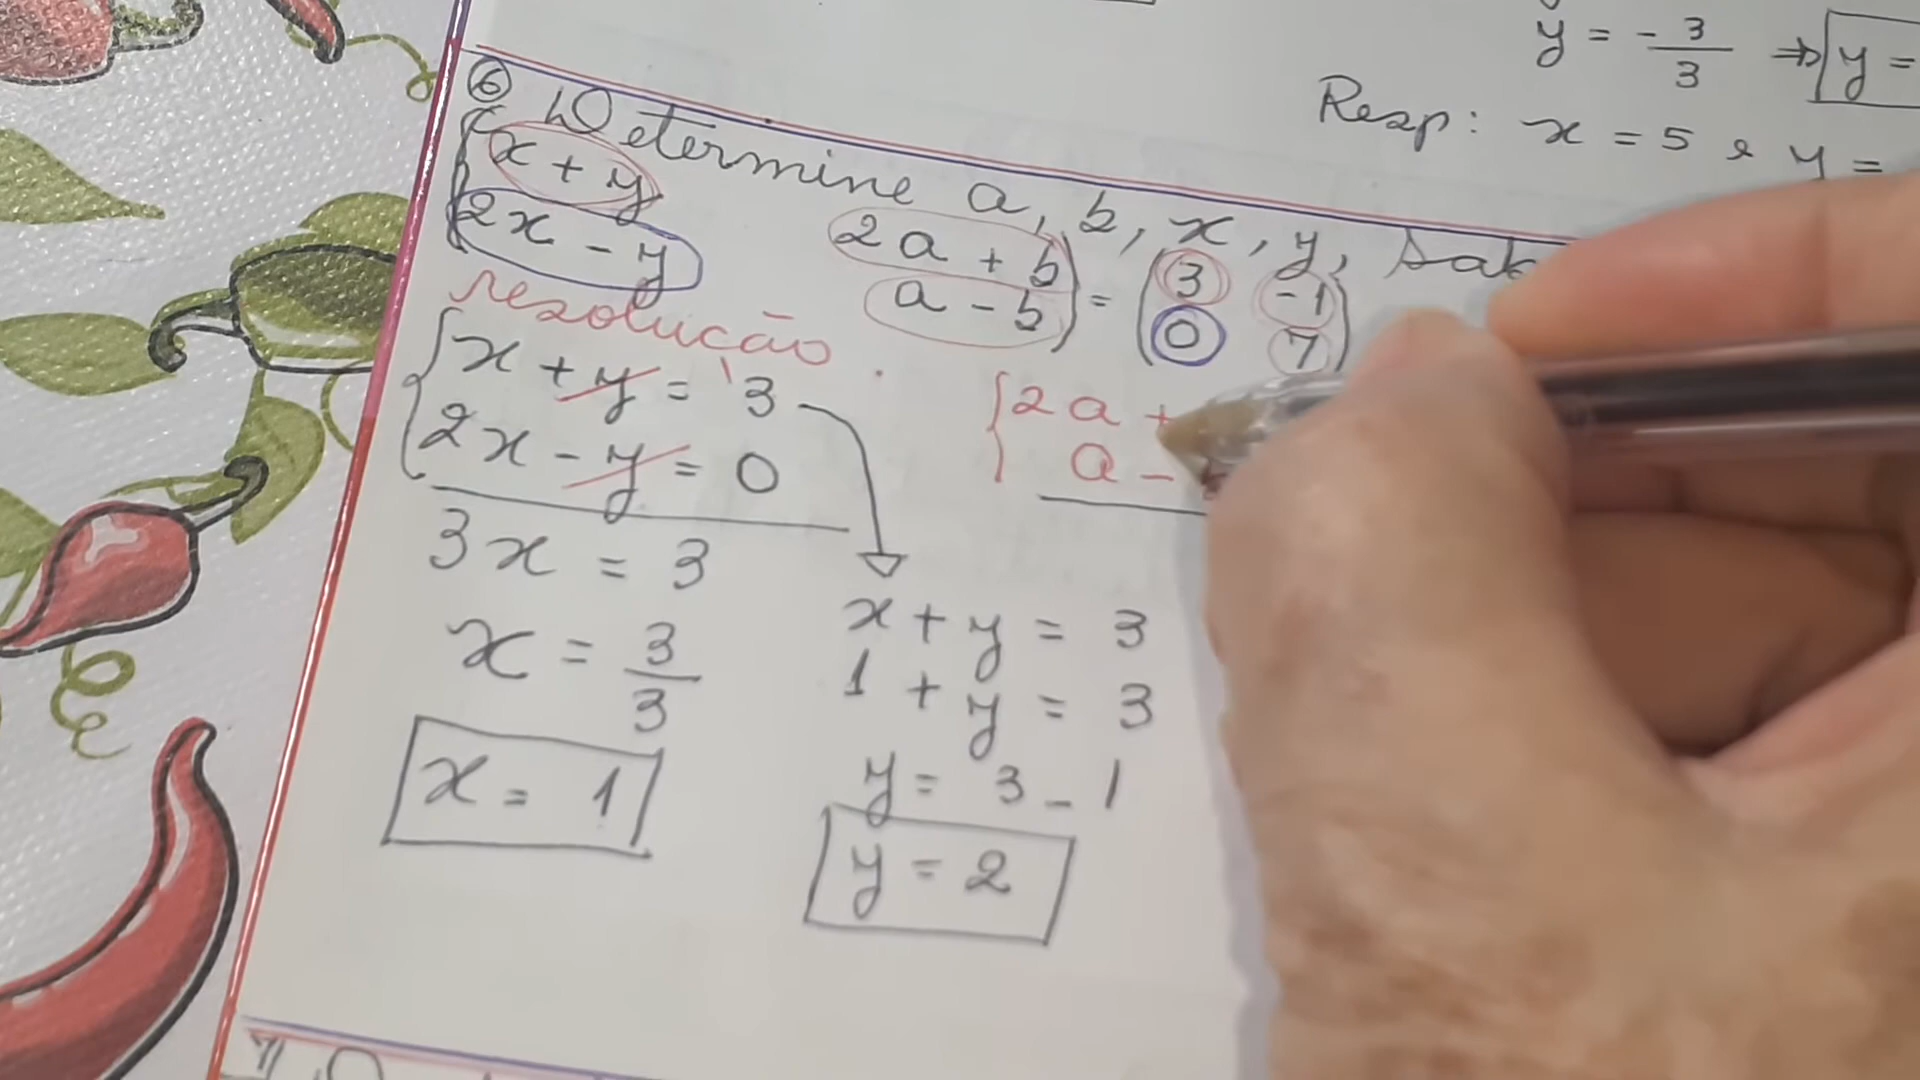 y = - 3/3 ⇒ y =
Resp: x = 5 e y =
⑥ Determine a, b, x, y,
x + y 2a + b 3 -1
2x - y a - b = 0 7
resolução
x + y = 3 2a +
2x - y = 0 a -
3x = 3
x + y = 3
x = 3/3 1 + y = 3
y = 3 - 1
x = 1
y = 2
7